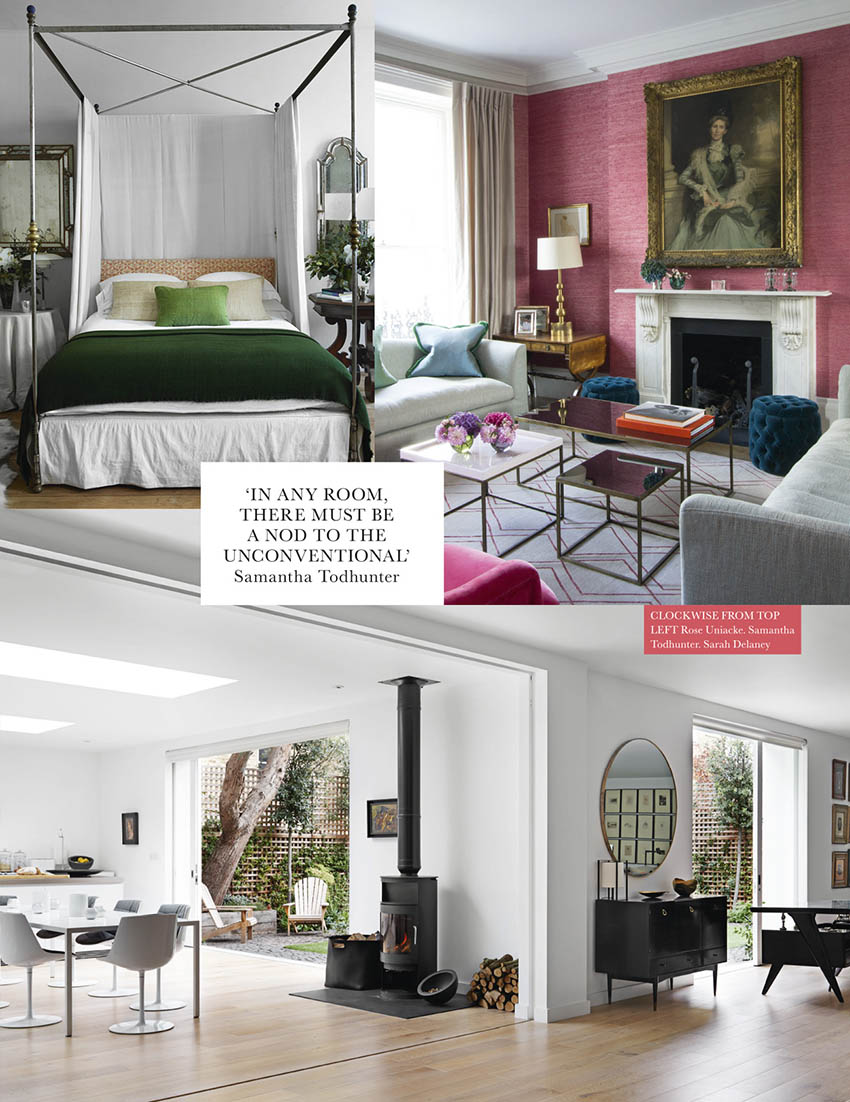 ‘IN ANY ROOM,
THERE MUST BE
A NOD TO THE
UNCONVENTIONAL’
Samantha Todhunter
CLOCKWISE FROM TOP
LEFT Rose Uniacke. Samantha
Todhunter. Sarah Delaney